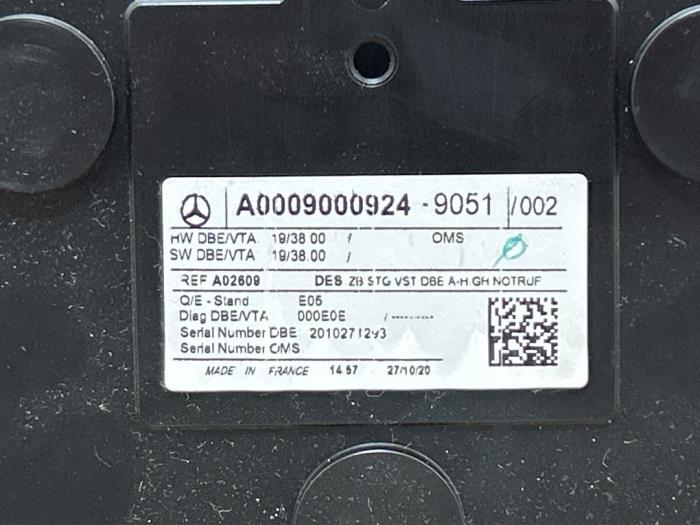 A0009000924 - 9051 /002
HW DBE/VTA 19/38.00 / OMS
SW DBE/VTA 19/38.00 /
REF A02609 DES ZB STG VST DBE A-H GH NOTRUF
Q/E - Stand E05
Diag DBE/VTA 000E0E / ----------
Serial Number DBE 2010271293
Serial Number OMS
MADE IN FRANCE 14:57 27/10/20